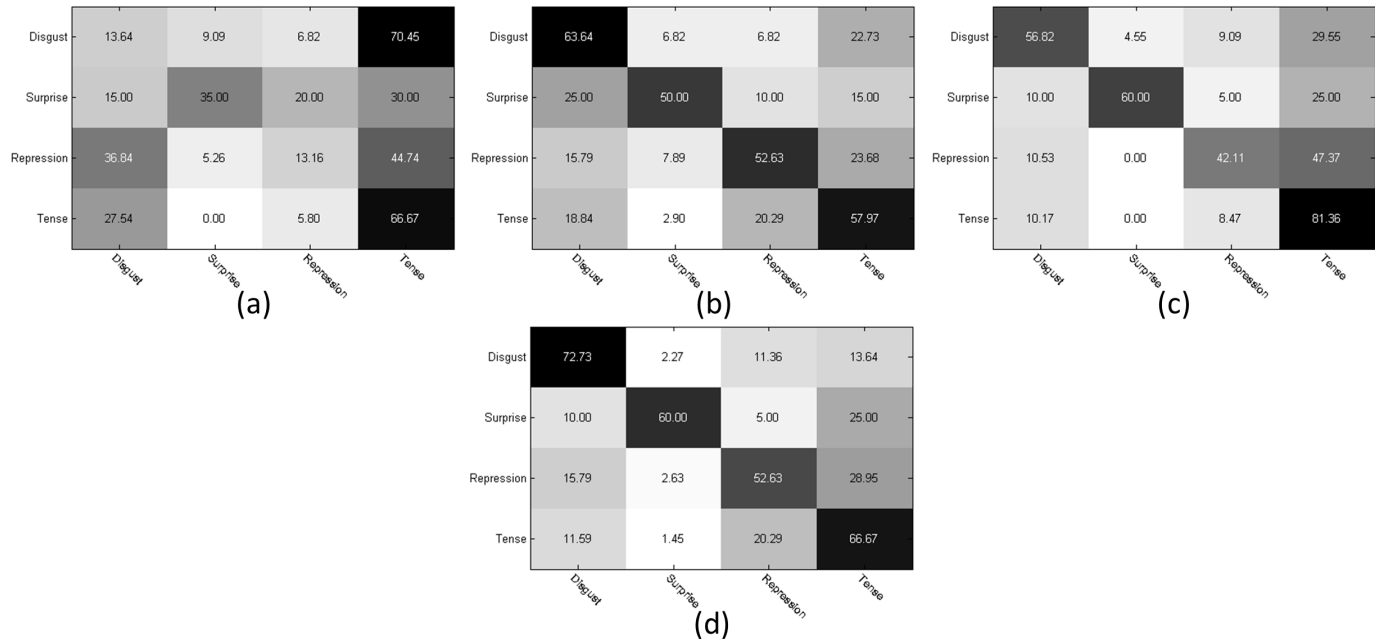 Disgust 13.64 9.09 6.82 70.45
Surprise 15.00 35.00 20.00 30.00
Repression 36.84 5.26 13.16 44.74
Tense 27.54 0.00 5.80 66.67
Disgust Surprise Repression Tense
(a)
Disgust 63.64 6.82 6.82 22.73
Surprise 25.00 50.00 10.00 15.00
Repression 15.79 7.89 52.63 23.68
Tense 18.84 2.90 20.29 57.97
Disgust Surprise Repression Tense
(b)
Disgust 56.82 4.55 9.09 29.55
Surprise 10.00 60.00 5.00 25.00
Repression 10.53 0.00 42.11 47.37
Tense 10.17 0.00 8.47 81.36
Disgust Surprise Repression Tense
(c)
Disgust 72.73 2.27 11.36 13.64
Surprise 10.00 60.00 5.00 25.00
Repression 15.79 2.63 52.63 28.95
Tense 11.59 1.45 20.29 66.67
Disgust Surprise Repression Tense
(d)